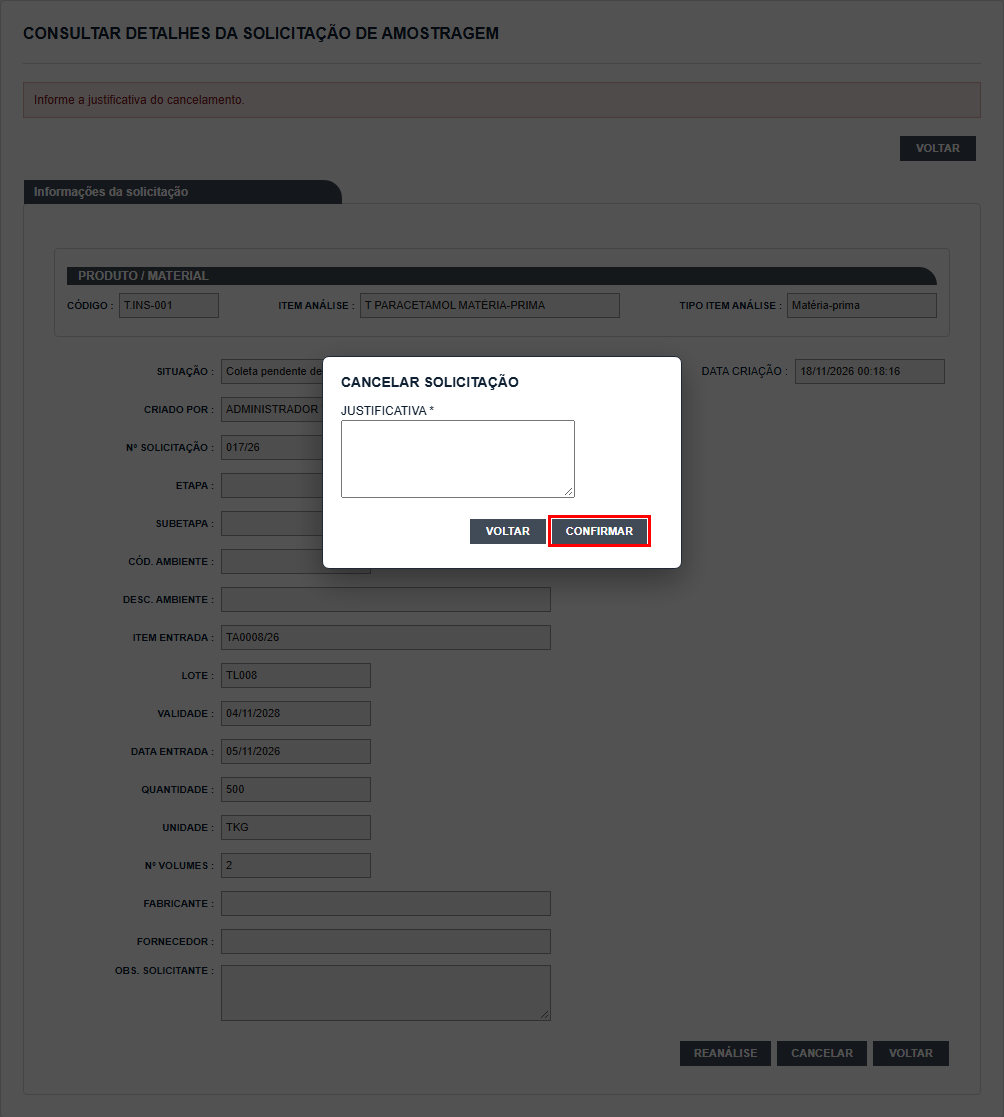 CONSULTAR DETALHES DA SOLICITAÇÃO DE AMOSTRAGEM
Informe a justificativa do cancelamento.
VOLTAR
Informações da solicitação
PRODUTO / MATERIAL
CÓDIGO : T.INS-001 ITEM ANÁLISE : T PARACETAMOL MATÉRIA-PRIMA TIPO ITEM ANÁLISE : Matéria-prima
SITUAÇÃO : Coleta pendente de DATA CRIAÇÃO : 18/11/2026 00:18:16
CRIADO POR : ADMINISTRADOR
Nº SOLICITAÇÃO : 017/26
ETAPA :
SUBETAPA :
CÓD. AMBIENTE :
DESC. AMBIENTE :
ITEM ENTRADA : TA0008/26
LOTE : TL008
VALIDADE : 04/11/2028
DATA ENTRADA : 05/11/2026
QUANTIDADE : 500
UNIDADE : TKG
Nº VOLUMES : 2
FABRICANTE :
FORNECEDOR :
OBS. SOLICITANTE :
REANÁLISE CANCELAR VOLTAR
CANCELAR SOLICITAÇÃO
JUSTIFICATIVA *
VOLTAR CONFIRMAR